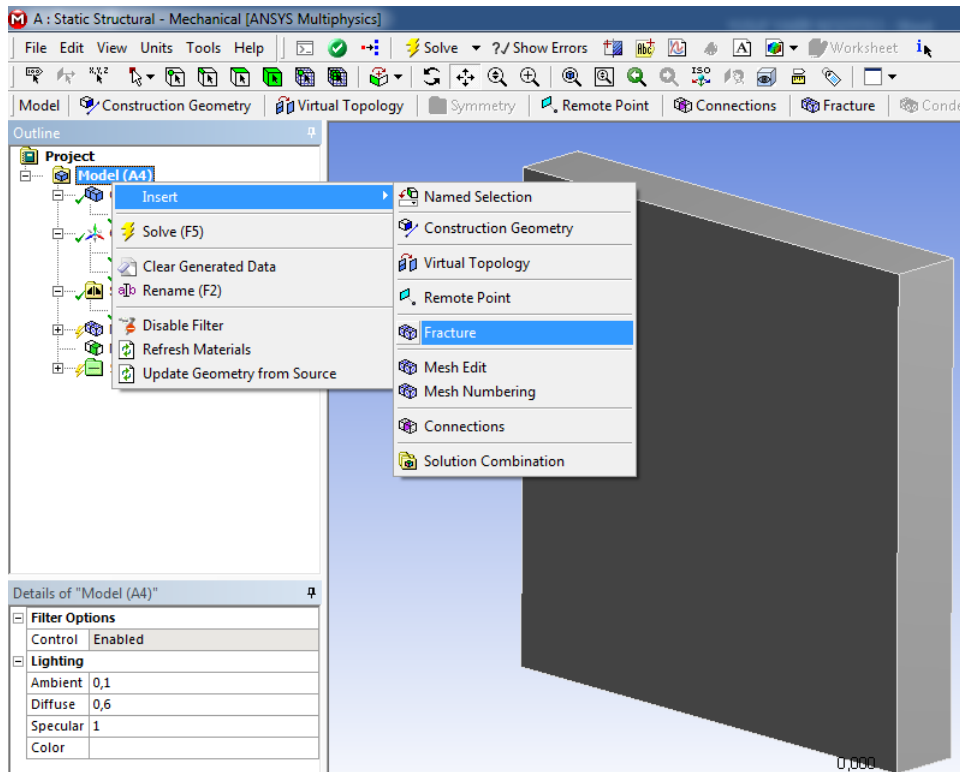 A : Static Structural - Mechanical [ANSYS Multiphysics]
File Edit View Units Tools Help Solve ?/ Show Errors Worksheet
Model Construction Geometry Virtual Topology Symmetry Remote Point Connections Fracture Conde
Outline
Project
Model (A4)
Insert
Solve (F5)
Clear Generated Data
Rename (F2)
Disable Filter
Refresh Materials
Update Geometry from Source
Named Selection
Construction Geometry
Virtual Topology
Remote Point
Fracture
Mesh Edit
Mesh Numbering
Connections
Solution Combination
Details of "Model (A4)"
Filter Options
Control Enabled
Lighting
Ambient 0,1
Diffuse 0,6
Specular 1
Color
0,000